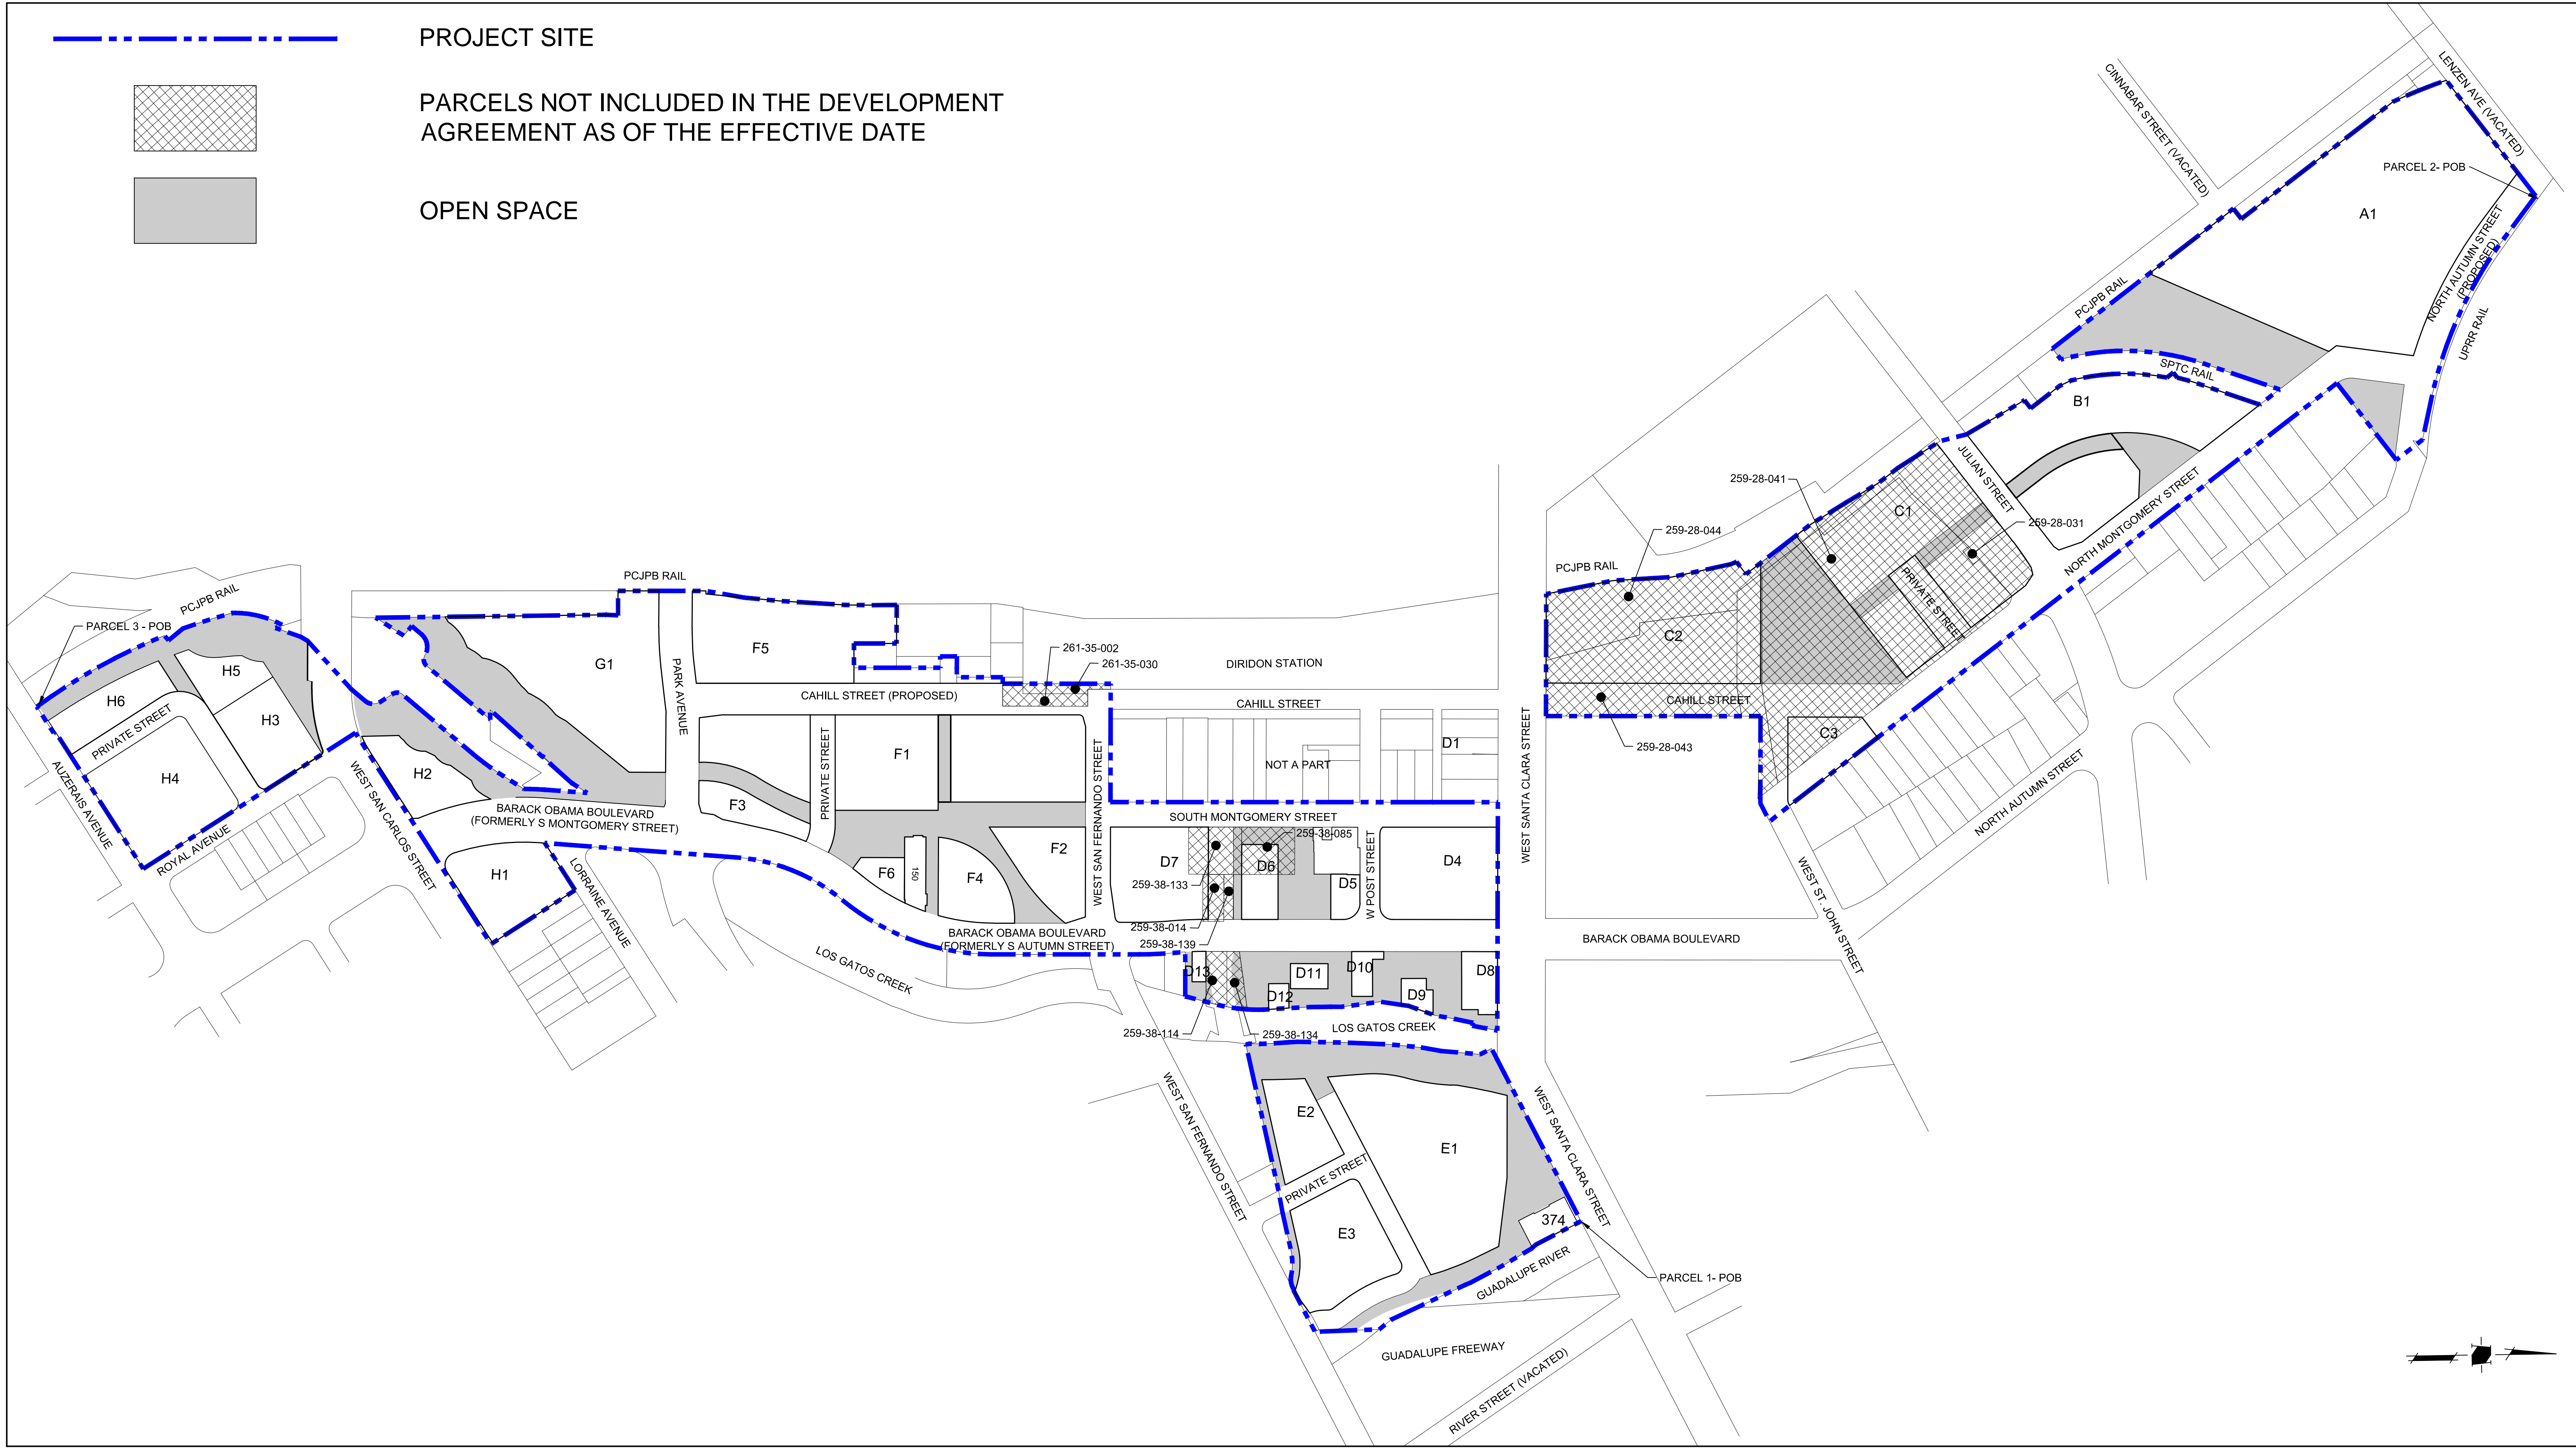 PROJECT SITE
PARCELS NOT INCLUDED IN THE DEVELOPMENT
AGREEMENT AS OF THE EFFECTIVE DATE
OPEN SPACE
LENZEN AVE (VACATED)
CINNABAR STREET (VACATED)
PARCEL 2- POB
A1
NORTH AUTUMN STREET
(PROPOSED)
UPRR RAIL
PCJPB RAIL
SPTC RAIL
B1
JULIAN STREET
NORTH MONTGOMERY STREET
259-28-041
C1
259-28-031
259-28-044
PCJPB RAIL
PRIVATE STREET
C2
CAHILL STREET
259-28-043
C3
NORTH AUTUMN STREET
WEST ST. JOHN STREET
BARACK OBAMA BOULEVARD
PCJPB RAIL
PARCEL 3 - POB
H5
H6
H3
PRIVATE STREET
H4
AUZERAIS AVENUE
ROYAL AVENUE
WEST SAN CARLOS STREET
H2
H1
LORRAINE AVENUE
BARACK OBAMA BOULEVARD
(FORMERLY S MONTGOMERY STREET)
PCJPB RAIL
G1
PARK AVENUE
F5
CAHILL STREET (PROPOSED)
261-35-002
261-35-030
DIRIDON STATION
CAHILL STREET
F1
PRIVATE STREET
F3
F2
F6
150
F4
WEST SAN FERNANDO STREET
D1
NOT A PART
WEST SANTA CLARA STREET
SOUTH MONTGOMERY STREET
259-38-085
D7
D6
D5
W POST STREET
D4
259-38-133
259-38-014
259-38-139
BARACK OBAMA BOULEVARD
(FORMERLY S AUTUMN STREET)
LOS GATOS CREEK
D13
D12
D11
D10
D9
D8
259-38-114
259-38-134
LOS GATOS CREEK
WEST SAN FERNANDO STREET
WEST SANTA CLARA STREET
E2
E1
PRIVATE STREET
E3
374
GUADALUPE RIVER
PARCEL 1- POB
GUADALUPE FREEWAY
RIVER STREET (VACATED)